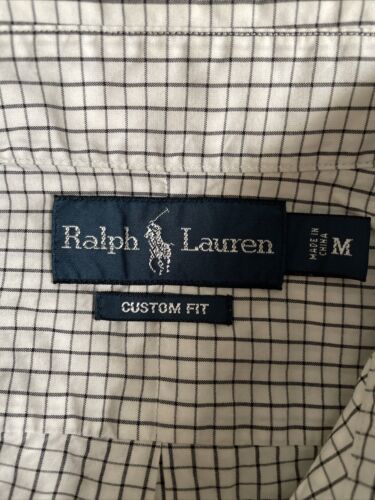 Ralph Lauren
MADE IN
CHINA
M
CUSTOM FIT